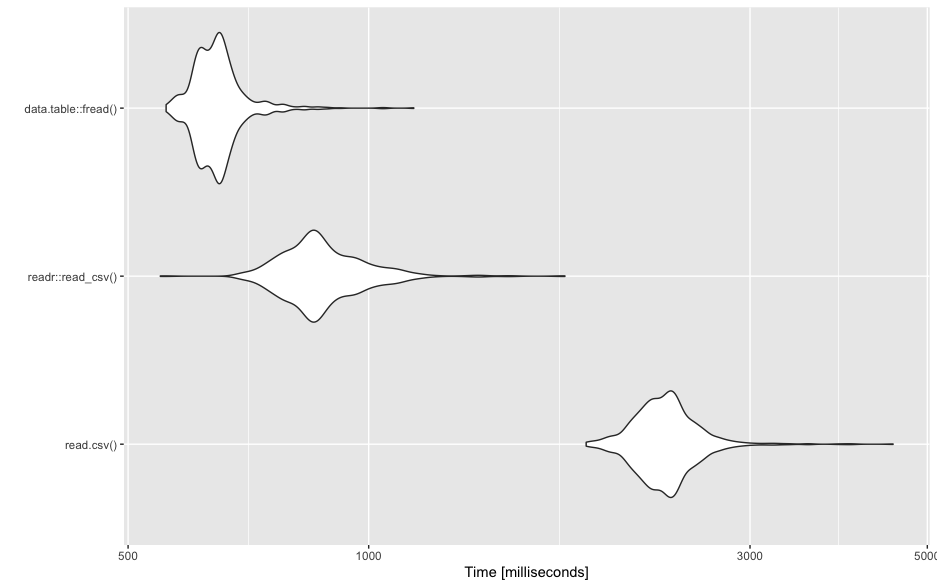 data.table::fread()
readr::read_csv()
read.csv()
500 1000 3000 5000
Time [milliseconds]